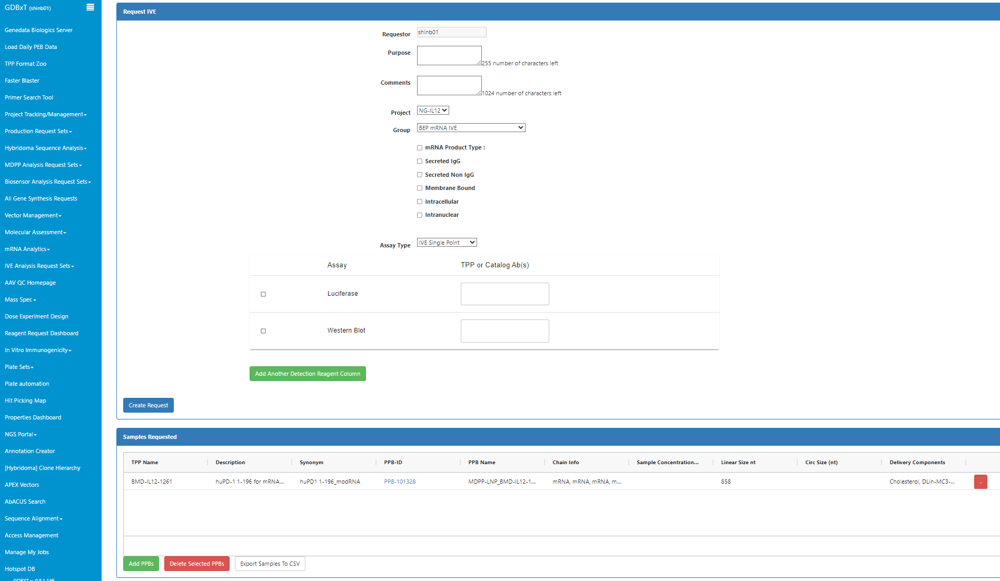 GDBxT (shinb01)
Genedata Biologics Server
Load Daily PEB Data
TPP Format Zoo
Faster Blaster
Primer Search Tool
Project Tracking/Management
Production Request Sets
Hybridoma Sequence Analysis
MDPP Analysis Request Sets
Biosensor Analysis Request Sets
All Gene Synthesis Requests
Vector Management
Molecular Assessment
mRNA Analytics
IVE Analysis Request Sets
AAV QC Homepage
Mass Spec
Dose Experiment Design
Reagent Request Dashboard
In Vitro Immunogenicity
Plate Sets
Plate automation
Hit Picking Map
Properties Dashboard
NGS Portal
Annotation Creator
[Hybridoma] Clone Hierarchy
APEX Vectors
AbACUS Search
Sequence Alignment
Access Management
Manage My Jobs
Hotspot DB
GDBXT v. 0.8.1.146
Request IVE
Requestor shinb01
Purpose 255 number of characters left
Comments 1024 number of characters left
Project NG-IL12
Group BEP mRNA IVE
mRNA Product Type :
Secreted IgG
Secreted Non IgG
Membrane Bound
Intracellular
Intranuclear
Assay Type IVE Single Point
Assay TPP or Catalog Ab(s)
Luciferase
Western Blot
Add Another Detection Reagent Column
Create Request
Samples Requested
TPP Name Description Synonym PPB-ID PPB Name Chain Info Sample Concentration... Linear Size nt Circ Size (nt) Delivery Components
BMD-IL12-1261 huPD-1 1-196 for mRNA... huPD1 1-196_modRNA PPB-101328 MDPP-LNP_BMD-IL12-1... mRNA, mRNA, mRNA, m... 858 Cholesterol, DLin-MC3-... -
Add PPBs Delete Selected PPBs Export Samples To CSV